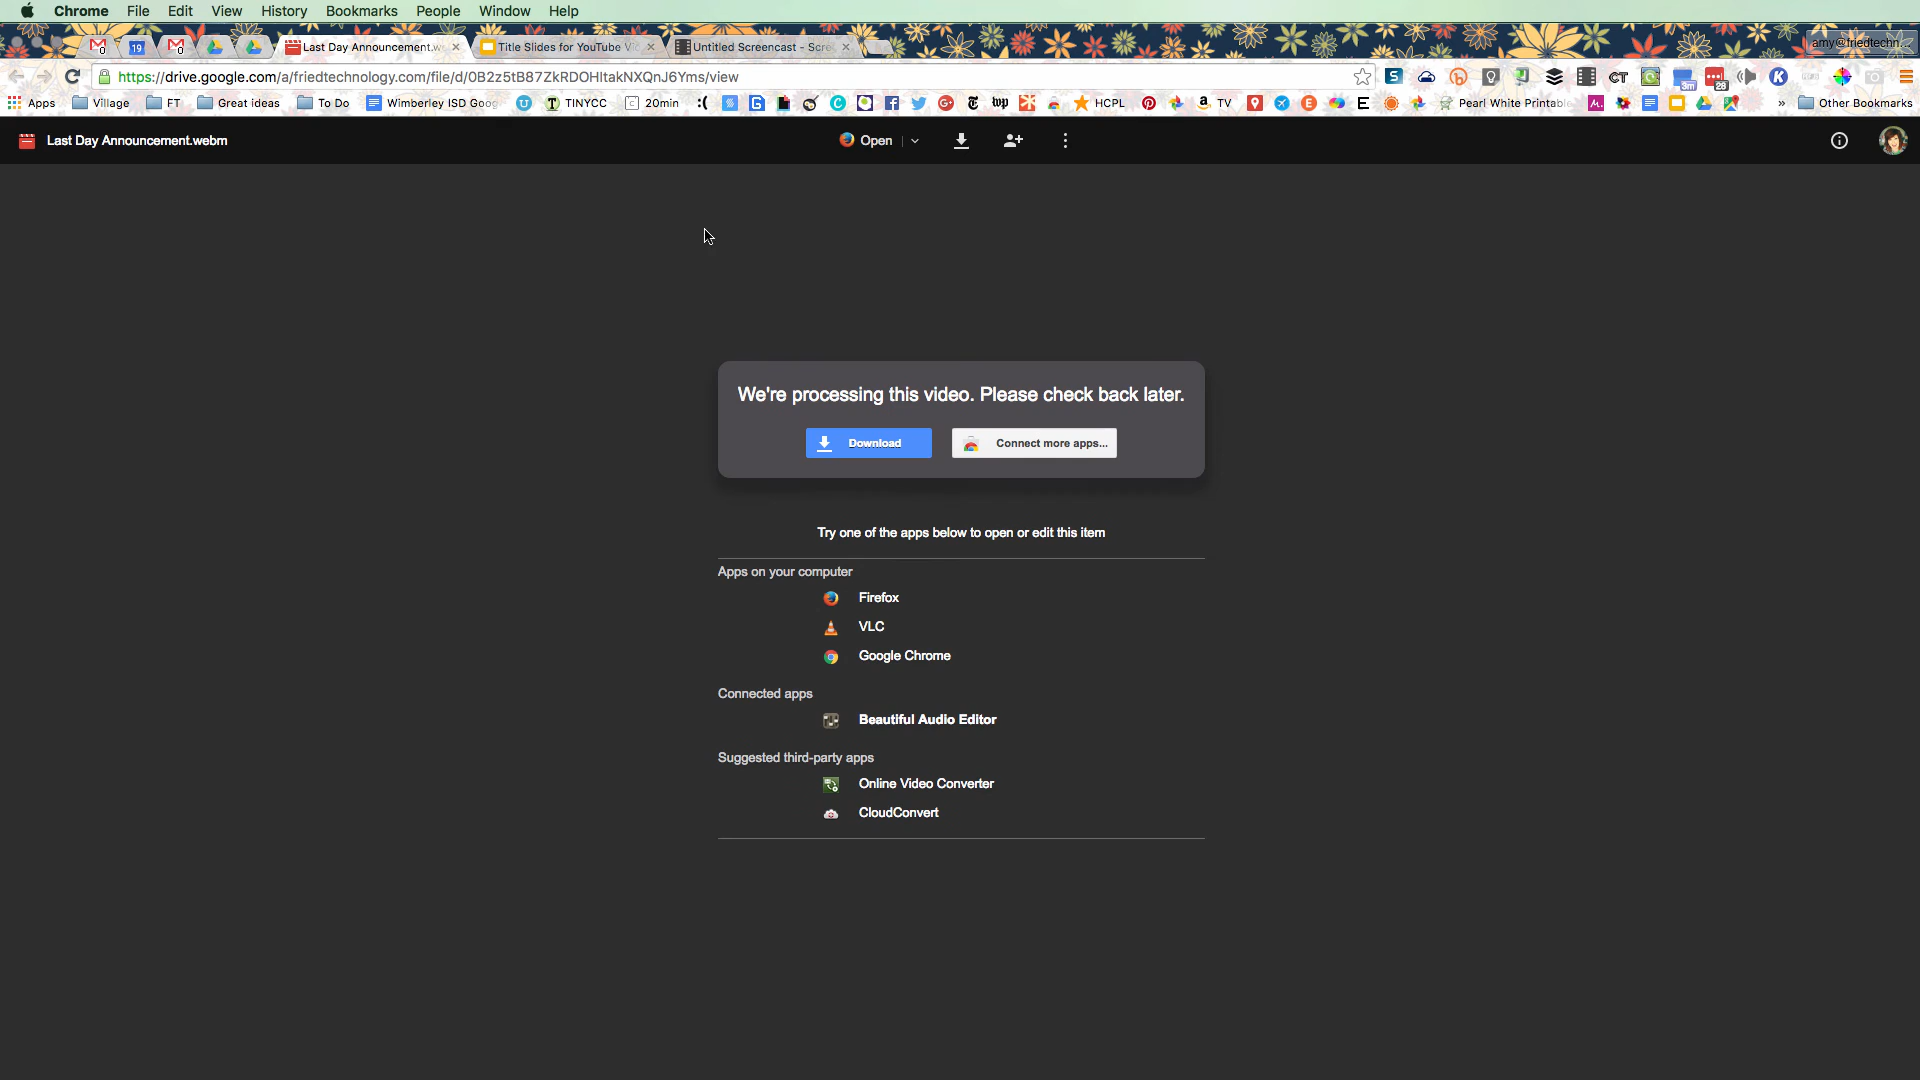 Chrome File Edit View History Bookmarks People Window Help
Last Day Announcement.w Title Slides for YouTube Vi Untitled Screencast - Scre amy@friedtechn...
https://drive.google.com/a/friedtechnology.com/file/d/0B2z5tB87ZkRDOHItakNXQnJ6Yms/view
Apps Village FT Great ideas To Do Wimberley ISD Goog TINYCC 20min HCPL TV Pearl White Printable » Other Bookmarks
Last Day Announcement.webm Open
We're processing this video. Please check back later.
Download Connect more apps...
Try one of the apps below to open or edit this item
Apps on your computer
Firefox
VLC
Google Chrome
Connected apps
Beautiful Audio Editor
Suggested third-party apps
Online Video Converter
CloudConvert